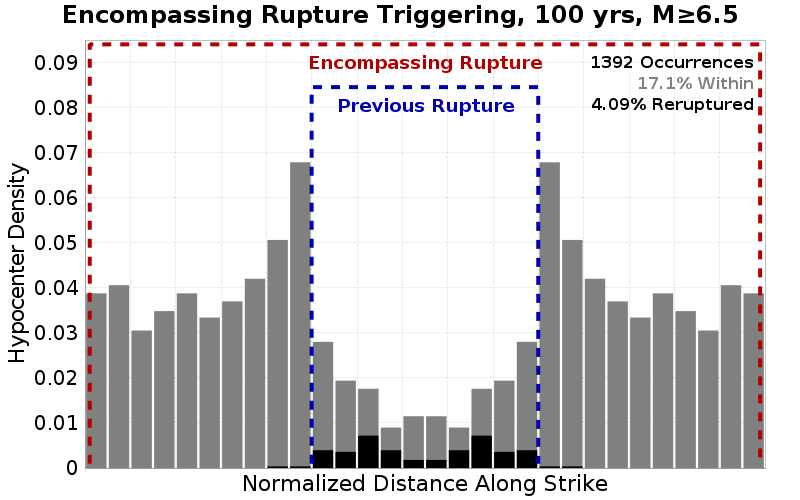 Encompassing Rupture Triggering, 100 yrs, M≥6.5
Encompassing Rupture
Previous Rupture
1392 Occurrences
17.1% Within
4.09% Reruptured
Hypocenter Density
0.09
0.08
0.07
0.06
0.05
0.04
0.03
0.02
0.01
0
Normalized Distance Along Strike